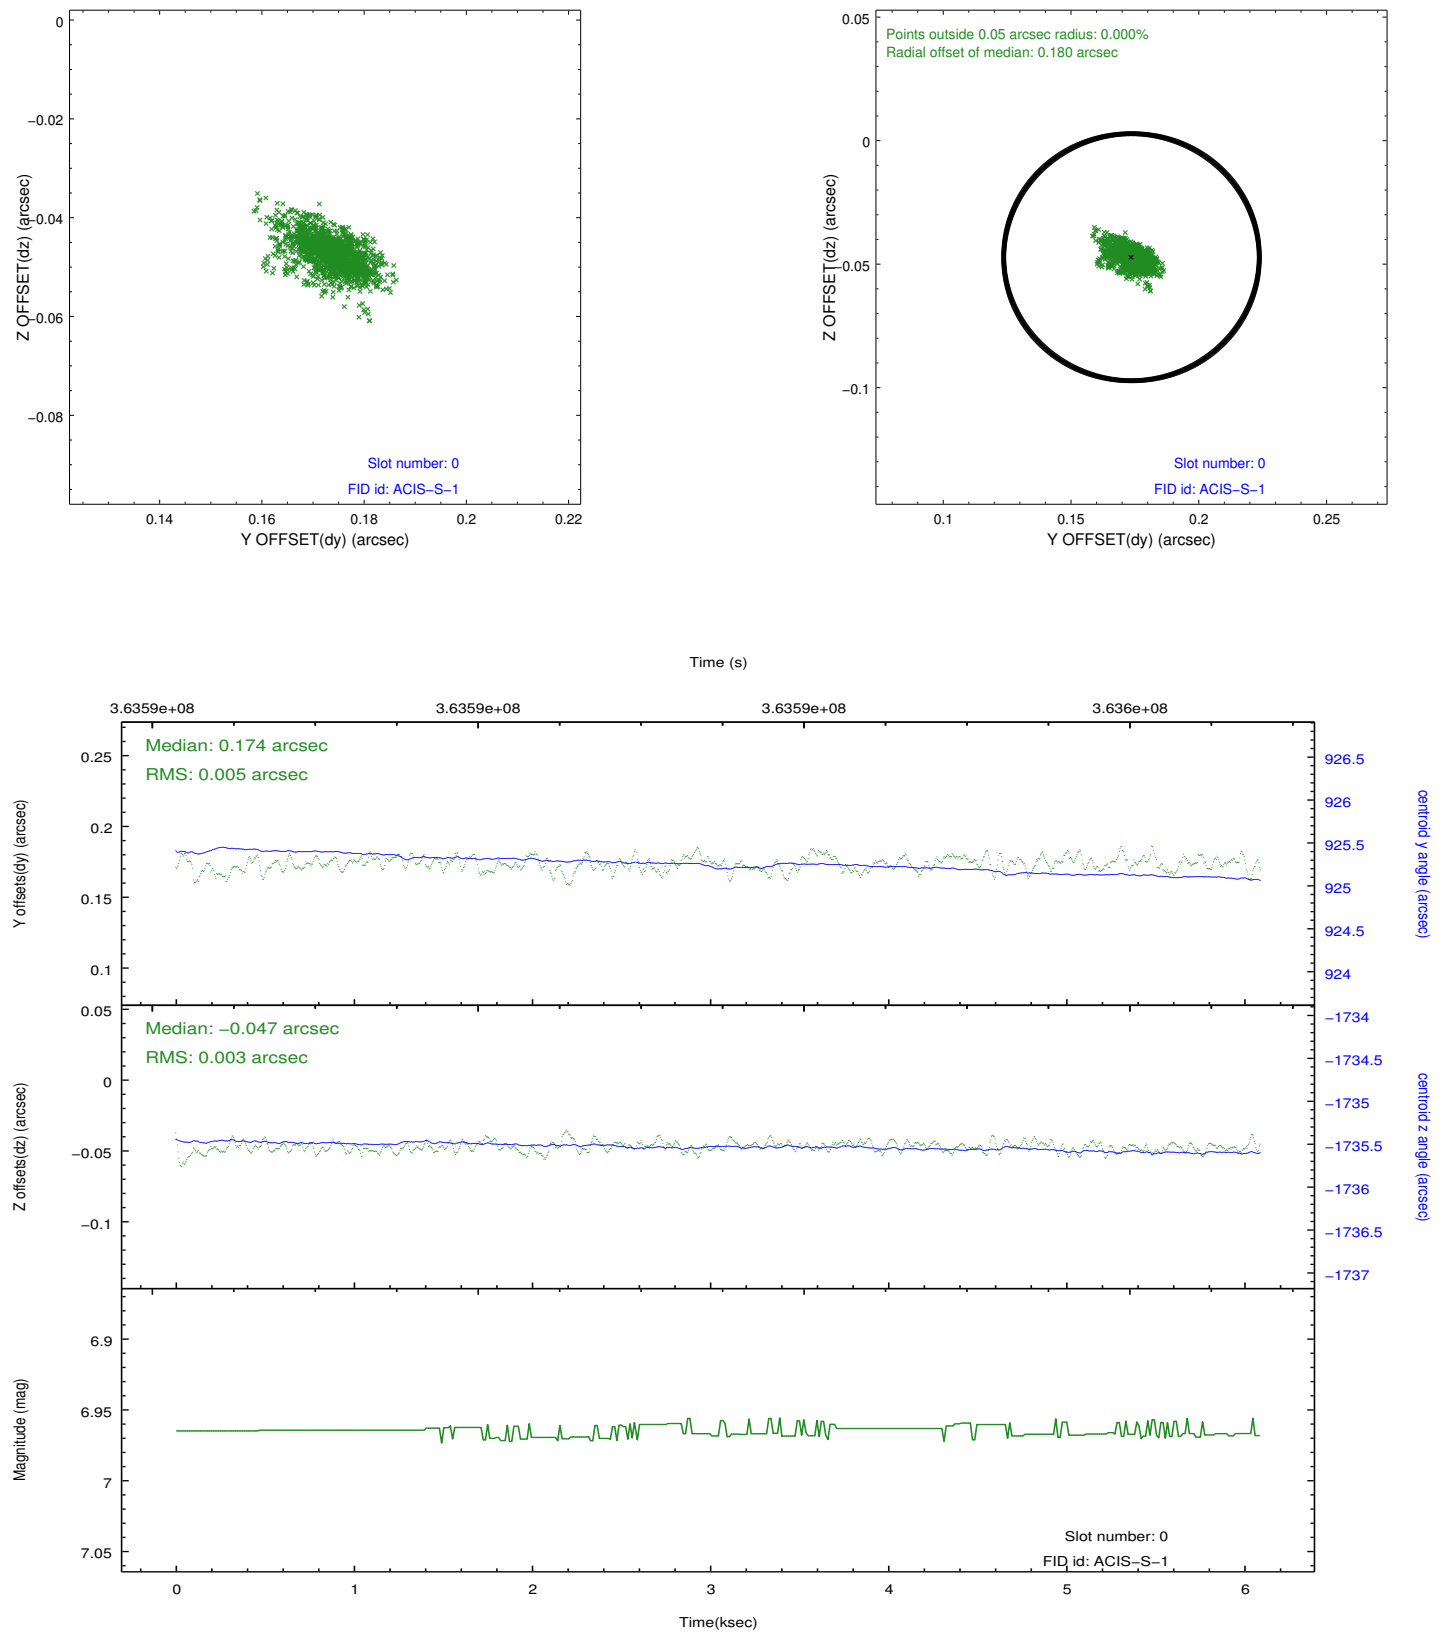 0
−0.02
−0.04
−0.06
−0.08
Z OFFSET(dz) (arcsec)
0.14
0.16
0.18
0.2
0.22
Y OFFSET(dy) (arcsec)
Slot number: 0
FID id: ACIS−S−1
Points outside 0.05 arcsec radius: 0.000%
Radial offset of median: 0.180 arcsec
0.05
0
−0.05
−0.1
Z OFFSET(dz) (arcsec)
0.1
0.15
0.2
0.25
Y OFFSET(dy) (arcsec)
Slot number: 0
FID id: ACIS−S−1
Time (s)
3.6359e+08
3.6359e+08
3.6359e+08
3.636e+08
Median: 0.174 arcsec
RMS: 0.005 arcsec
0.25
0.2
0.15
0.1
Y offsets(dy) (arcsec)
926.5
926
925.5
925
924.5
924
centroid y angle (arcsec)
Median: −0.047 arcsec
RMS: 0.003 arcsec
0.05
0
−0.05
−0.1
Z offsets(dz) (arcsec)
−1734
−1734.5
−1735
−1735.5
−1736
−1736.5
−1737
centroid z angle (arcsec)
6.9
6.95
7
7.05
Magnitude (mag)
Slot number: 0
FID id: ACIS−S−1
0
1
2
3
4
5
6
Time(ksec)